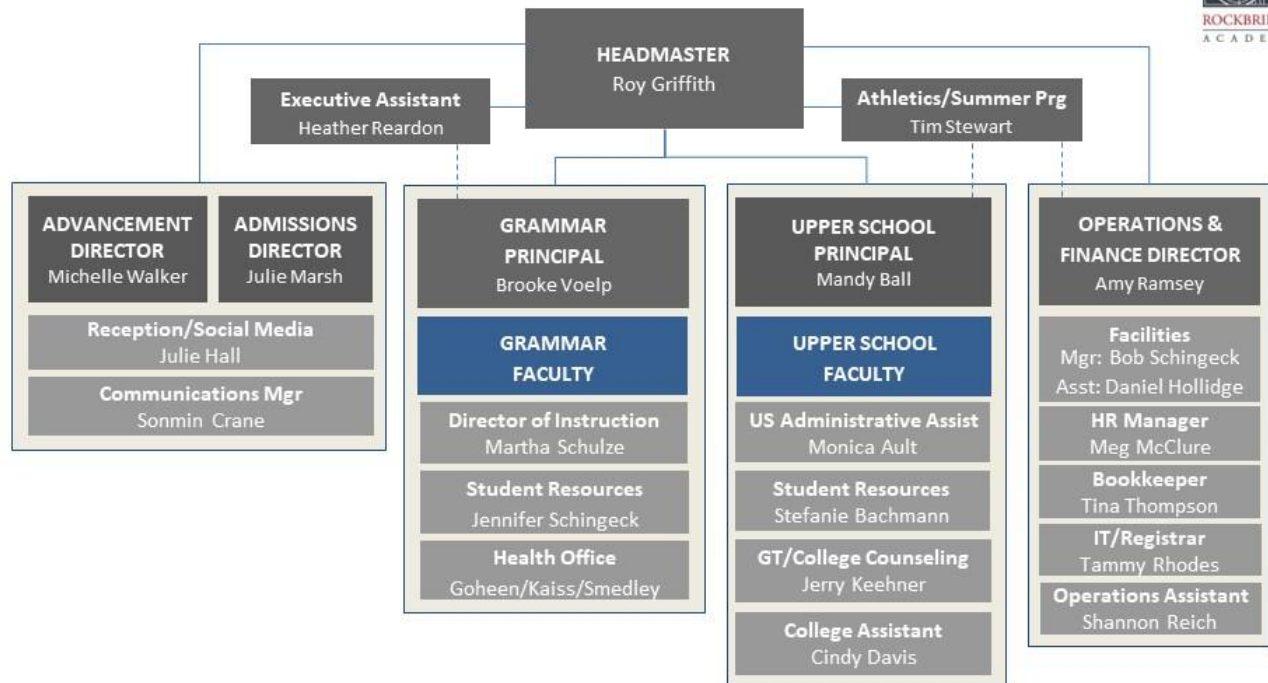 ROCKBRI
ACADE
HEADMASTER
Roy Griffith
Executive Assistant
Heather Reardon
Athletics/Summer Prg
Tim Stewart
ADVANCEMENT
DIRECTOR
Michelle Walker
ADMISSIONS
DIRECTOR
Julie Marsh
Reception/Social Media
Julie Hall
Communications Mgr
Sonmin Crane
GRAMMAR
PRINCIPAL
Brooke Voelp
GRAMMAR
FACULTY
Director of Instruction
Martha Schulze
Student Resources
Jennifer Schingeck
Health Office
Goheen/Kaiss/Smedley
UPPER SCHOOL
PRINCIPAL
Mandy Ball
UPPER SCHOOL
FACULTY
US Administrative Assist
Monica Ault
Student Resources
Stefanie Bachmann
GT/College Counseling
Jerry Keehner
College Assistant
Cindy Davis
OPERATIONS &
FINANCE DIRECTOR
Amy Ramsey
Facilities
Mgr: Bob Schingeck
Asst: Daniel Hollidge
HR Manager
Meg McClure
Bookkeeper
Tina Thompson
IT/Registrar
Tammy Rhodes
Operations Assistant
Shannon Reich